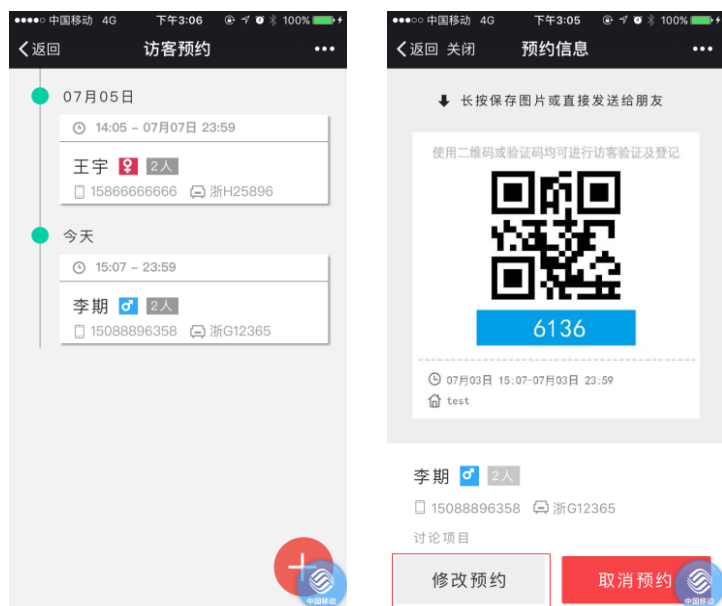 中国移动 4G 下午3:06 100%
返回 访客预约
07月05日
14:05 – 07月07日 23:59
王宇 2人
15866666666 浙H25896
今天
15:07 – 23:59
李期 2人
15088896358 浙G12365
中国移动
中国移动 4G 下午3:05 100%
返回 关闭 预约信息
长按保存图片或直接发送给朋友
使用二维码或验证码均可进行访客验证及登记
6136
07月03日 15:07-07月03日 23:59
test
李期 2人
15088896358 浙G12365
讨论项目
修改预约 取消预约
中国移动